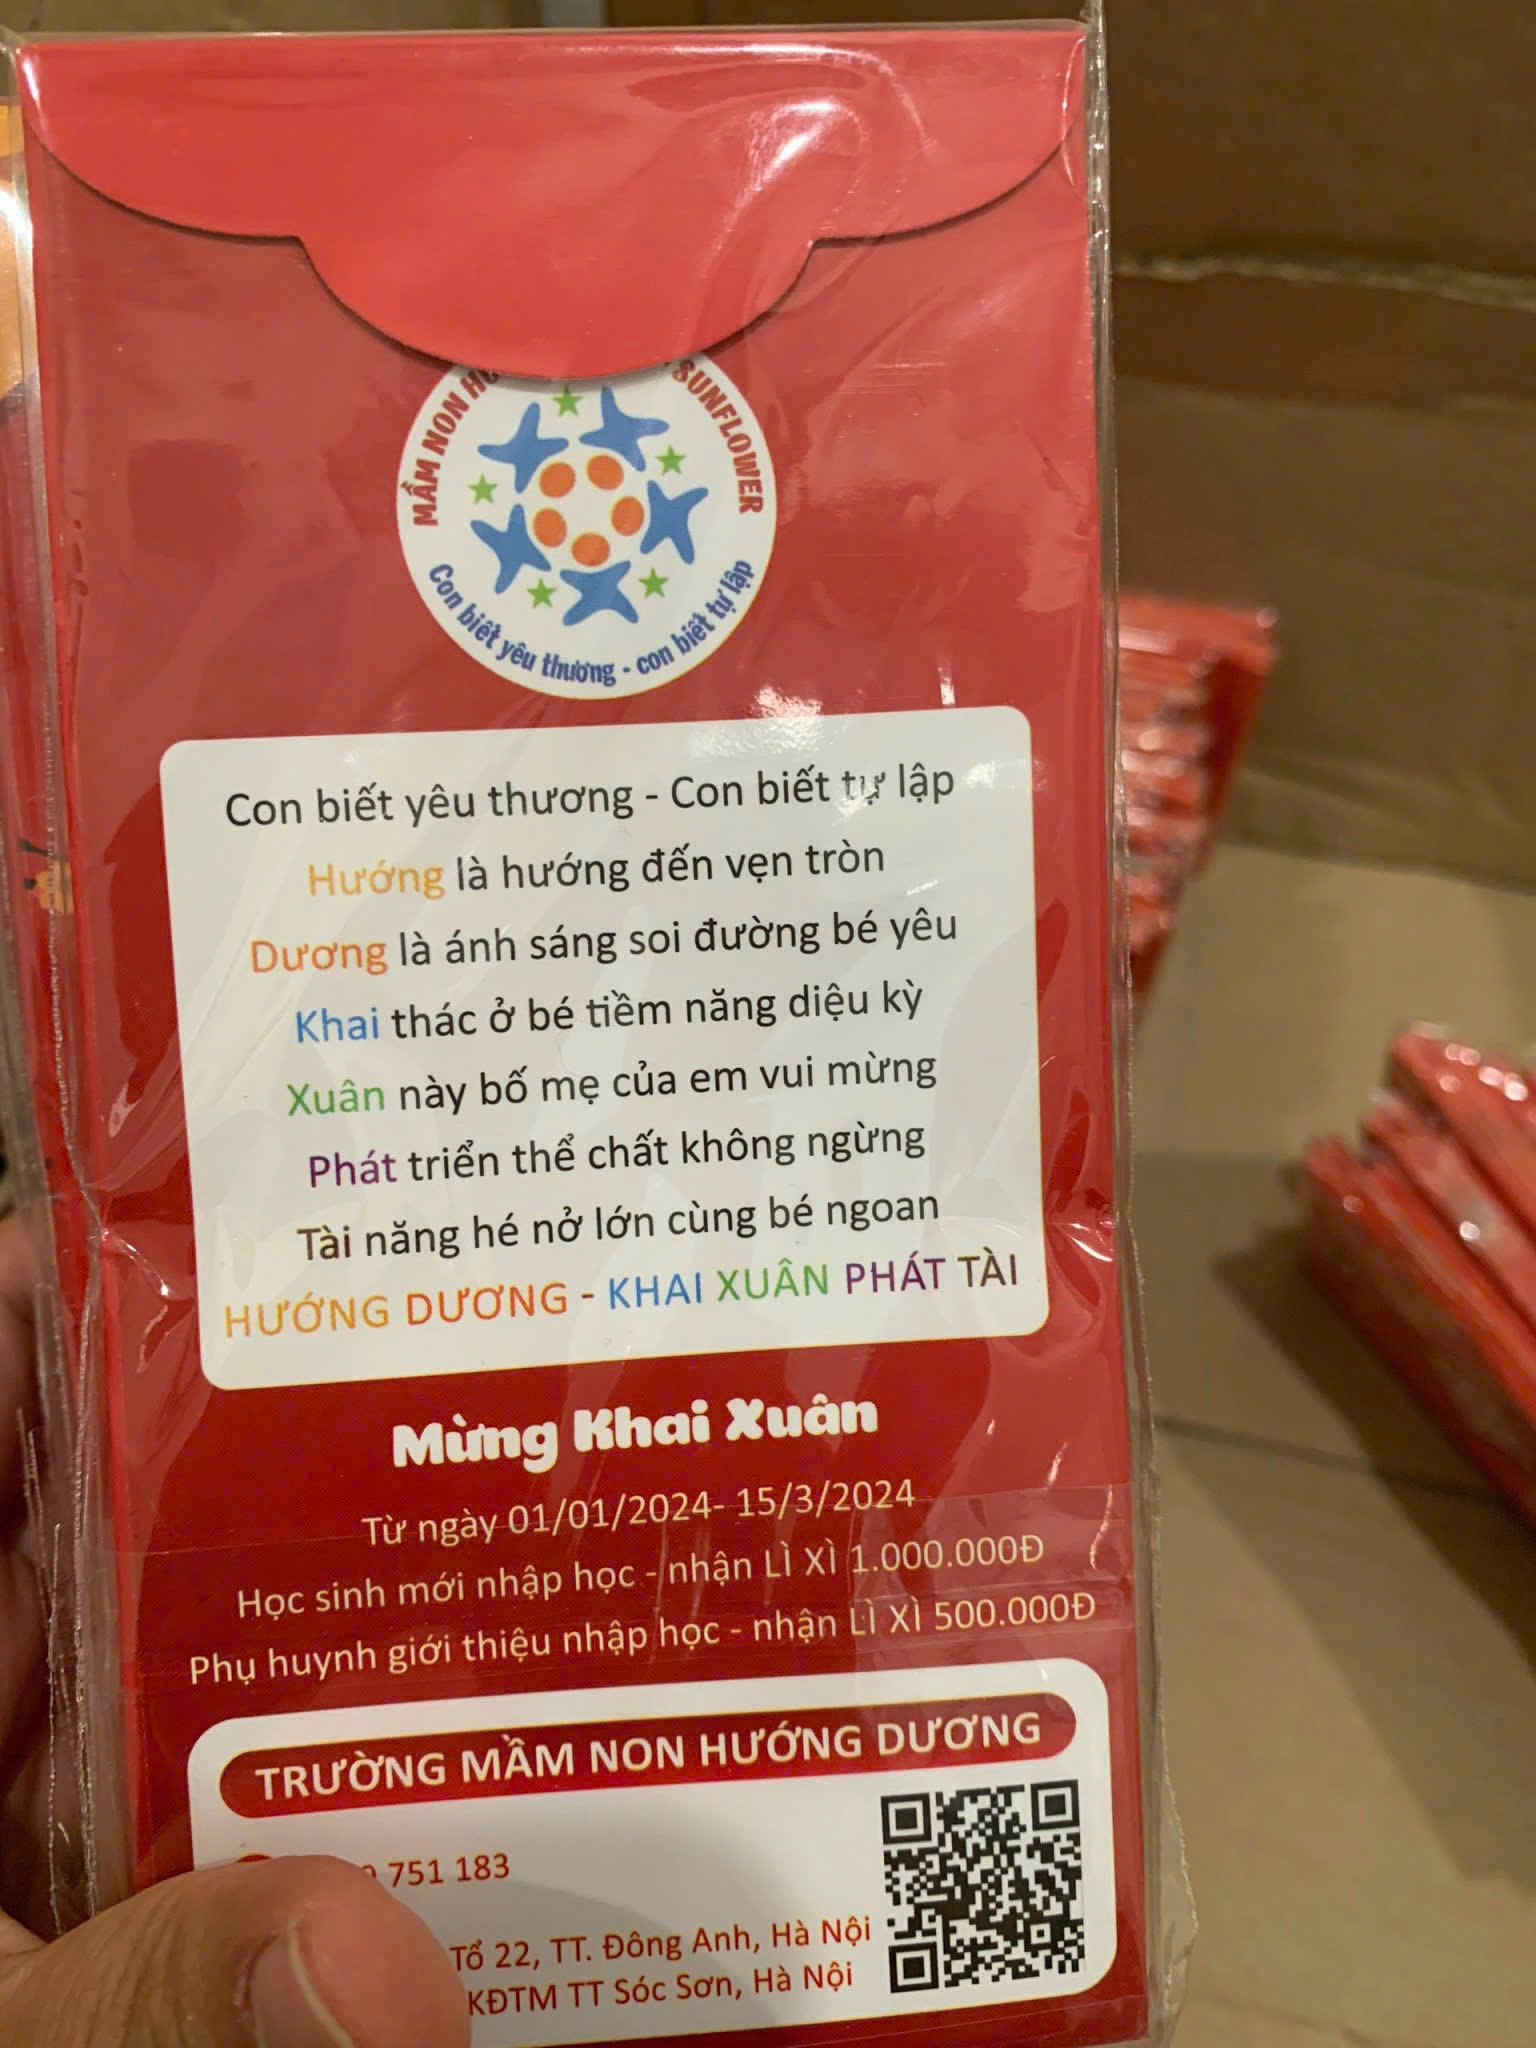 MẦM NON
SUNFLOWER
Con biết yêu thương - con biết tự lập
Con biết yêu thương - Con biết tự lập
Hướng là hướng đến vẹn tròn
Dương là ánh sáng soi đường bé yêu
Khai thác ở bé tiềm năng diệu kỳ
Xuân này bố mẹ của em vui mừng
Phát triển thể chất không ngừng
Tài năng hé nở lớn cùng bé ngoan
HƯỚNG DƯƠNG - KHAI XUÂN PHÁT TÀI
Mừng Khai Xuân
Từ ngày 01/01/2024- 15/3/2024
Học sinh mới nhập học - nhận LÌ XÌ 1.000.000Đ
Phụ huynh giới thiệu nhập học - nhận LÌ XÌ 500.000Đ
TRƯỜNG MẦM NON HƯỚNG DƯƠNG
751 183
Tổ 22, TT. Đông Anh, Hà Nội
KĐTM TT Sóc Sơn, Hà Nội